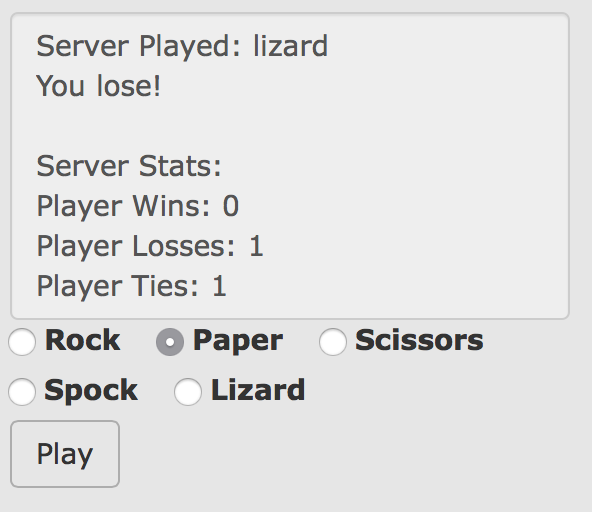 Server Played: lizard
You lose!
Server Stats:
Player Wins: 0
Player Losses: 1
Player Ties: 1
Rock Paper Scissors
Spock Lizard
Play